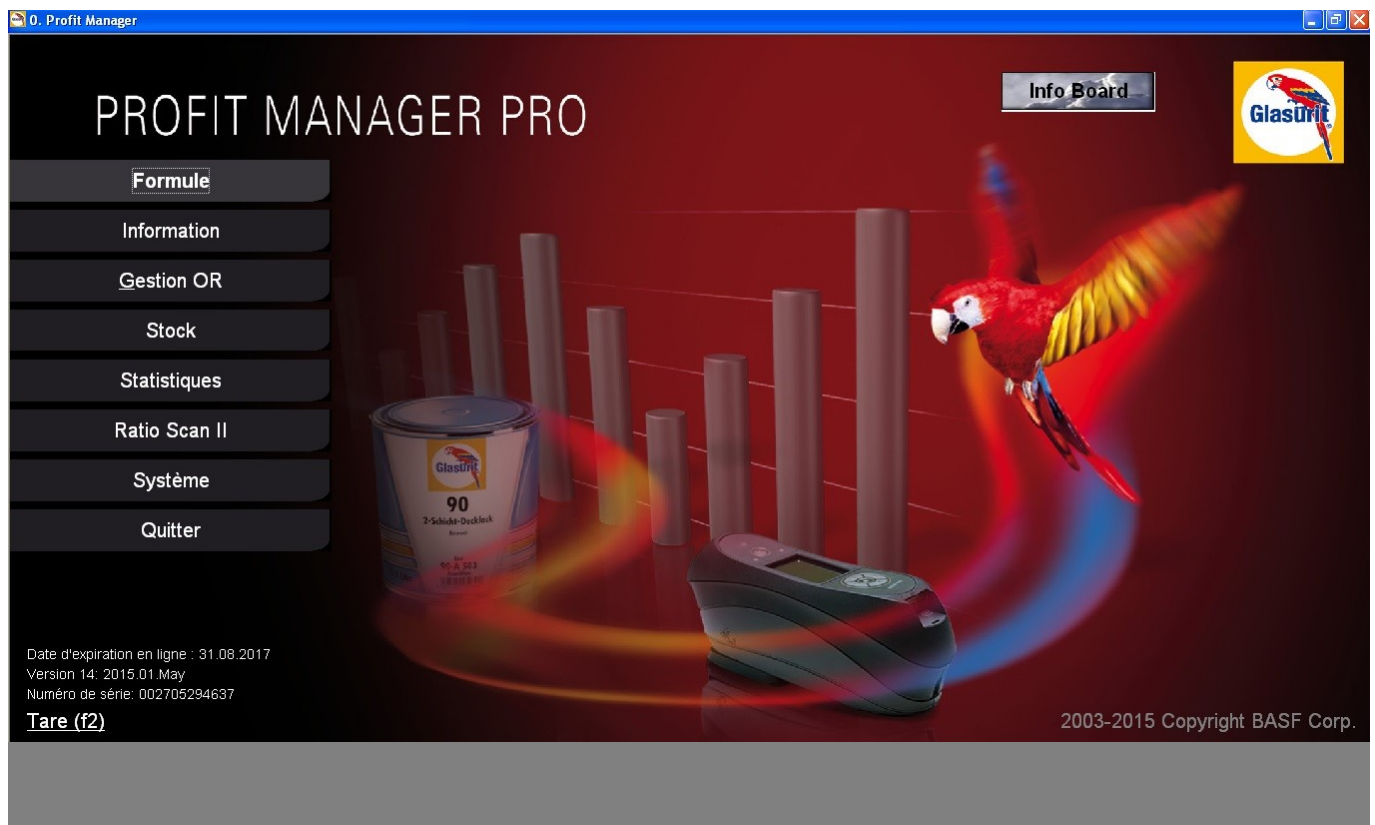 0. Profit Manager
PROFIT MANAGER PRO
Info Board
Glasurit
Formule
Information
Gestion OR
Stock
Statistiques
Ratio Scan II
Système
Quitter
Glasurit
90
2-Schicht-Decklack
90-A 503
Date d'expiration en ligne : 31.08.2017
Version 14: 2015.01.May
Numéro de série: 002705294637
Tare (f2)
2003-2015 Copyright BASF Corp.